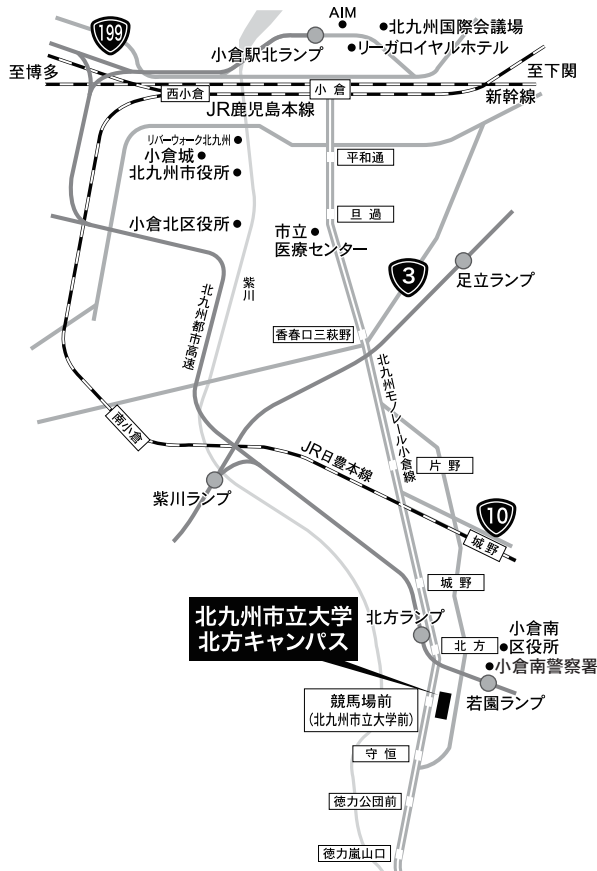 199
AIM
北九州国際会議場
小倉駅北ランプ
リーガロイヤルホテル
至博多
至下関
西小倉
小倉
新幹線
JR鹿児島本線
リバーウォーク北九州
平和通
小倉城
北九州市役所
旦過
小倉北区役所
市立
医療センター
3
足立ランプ
紫川
北九州都市高速
香春口三萩野
北九州モノレール小倉線
南小倉
JR日豊本線
片野
紫川ランプ
10
城野
城野
北九州市立大学
北方キャンパス
北方ランプ
北方
小倉南
区役所
小倉南警察署
若園ランプ
競馬場前
(北九州市立大学前)
守恒
徳力公団前
徳力嵐山口